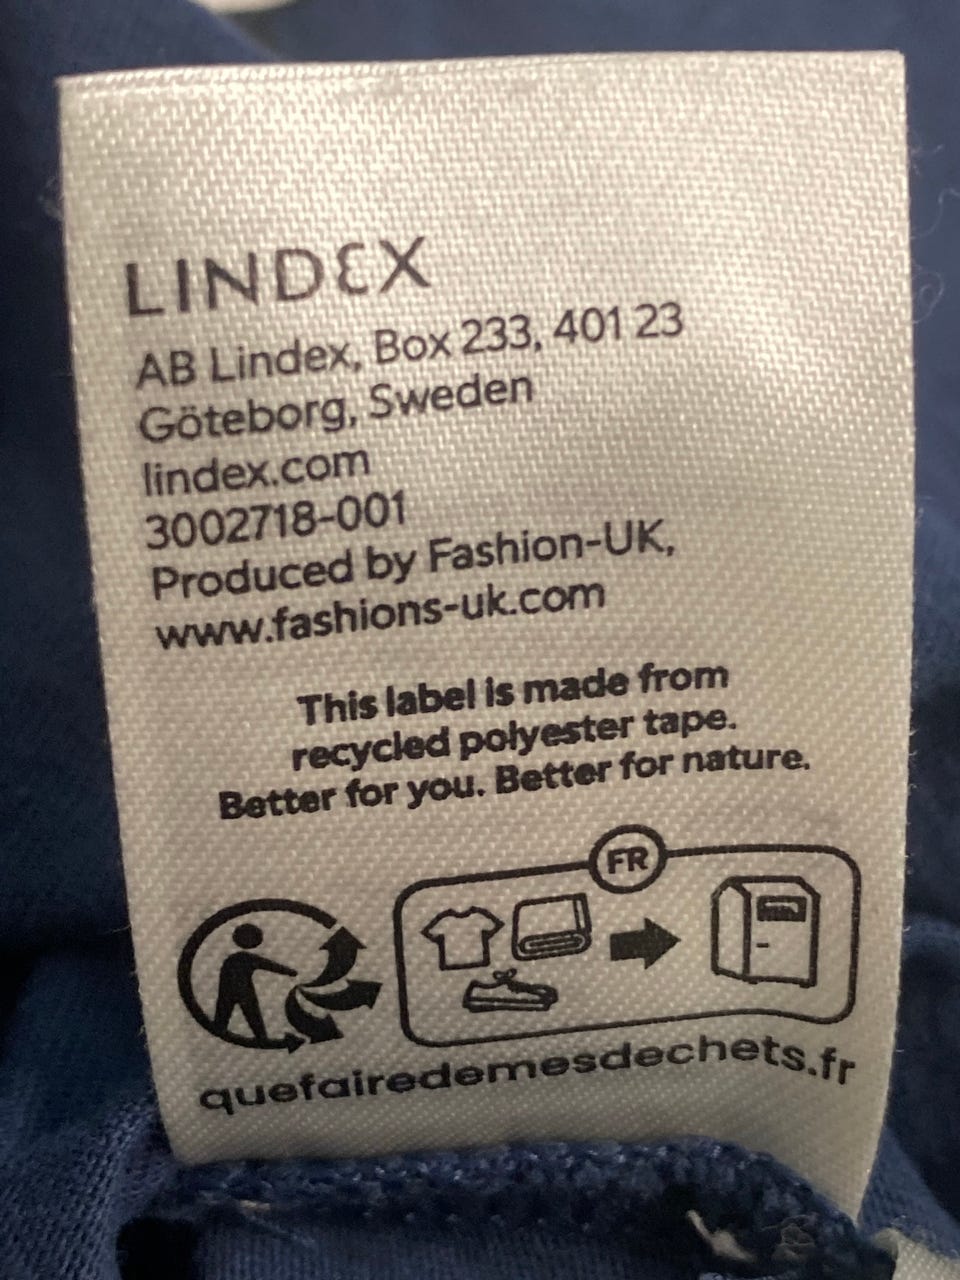 LINDEX
AB Lindex, Box 233, 401 23
Göteborg, Sweden
lindex.com
3002718-001
Produced by Fashion-UK,
www.fashions-uk.com
This label is made from
recycled polyester tape.
Better for you. Better for nature.
FR
quefairedemesdechets.fr